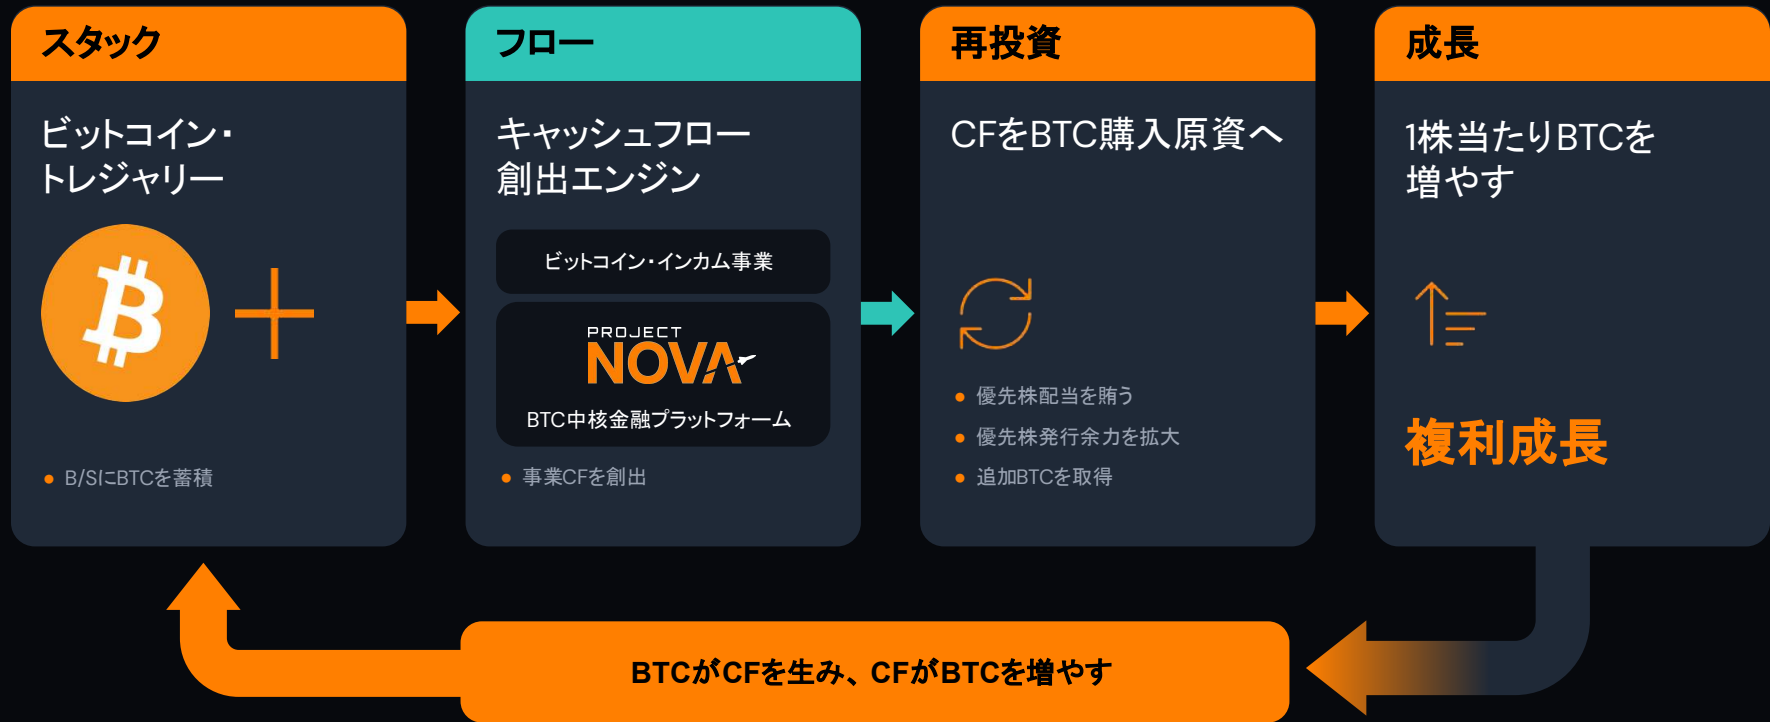 スタック
ビットコイン・
トレジャリー
B/SにBTCを蓄積
フロー
キャッシュフロー
創出エンジン
ビットコイン・インカム事業
PROJECT
NOVA
BTC中核金融プラットフォーム
事業CFを創出
再投資
CFをBTC購入原資へ
優先株配当を賄う
優先株発行余力を拡大
追加BTCを取得
成長
1株当たりBTCを
増やす
複利成長
BTCがCFを生み、CFがBTCを増やす